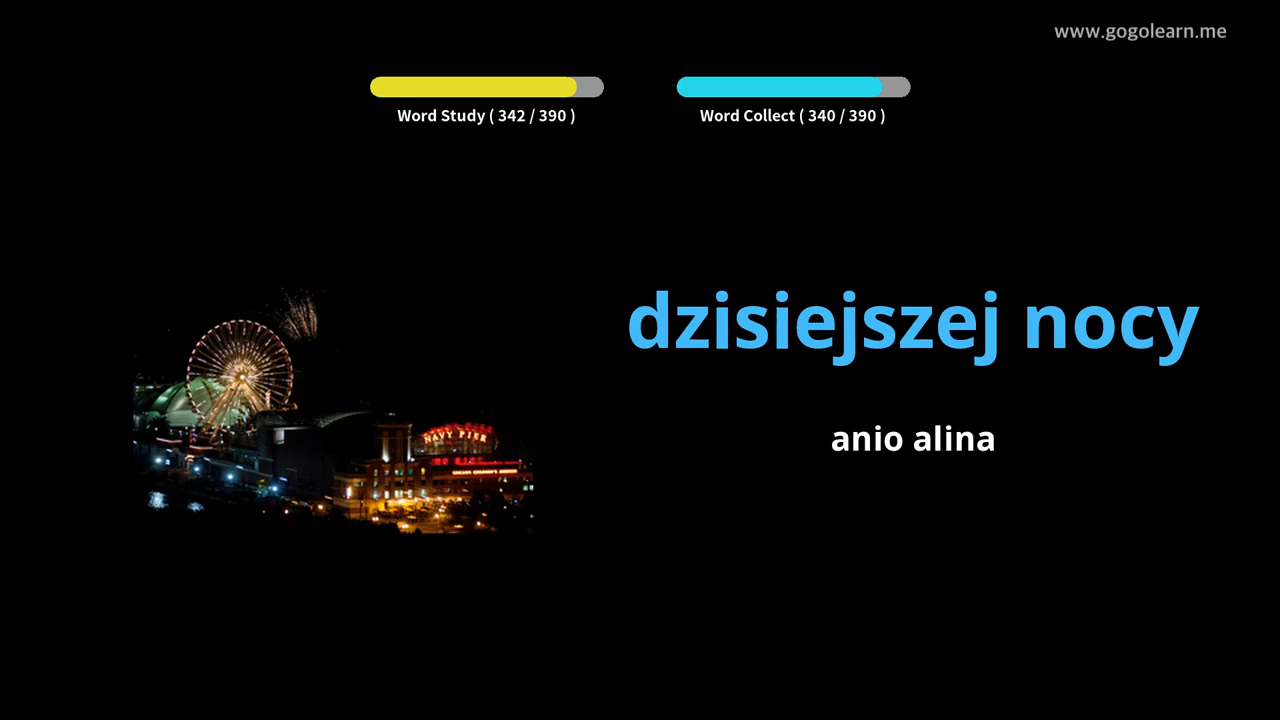 www.gogolearn.me
Word Study ( 342 / 390 )
Word Collect ( 340 / 390 )
dzisiejszej nocy
NAVY PIER
anio alina